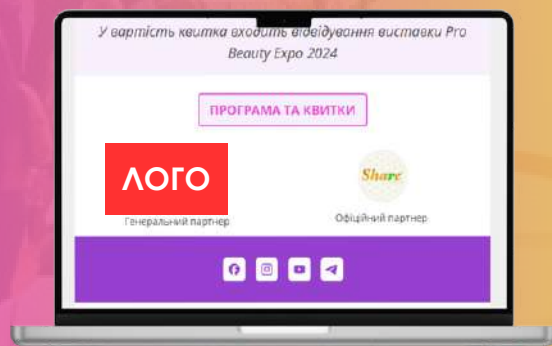 У вартість квитка входить відвідування виставки Pro
Beauty Expo 2024
ПРОГРАМА ТА КВИТКИ
ЛОГО
Share
Генеральний партнер
Офіційний партнер